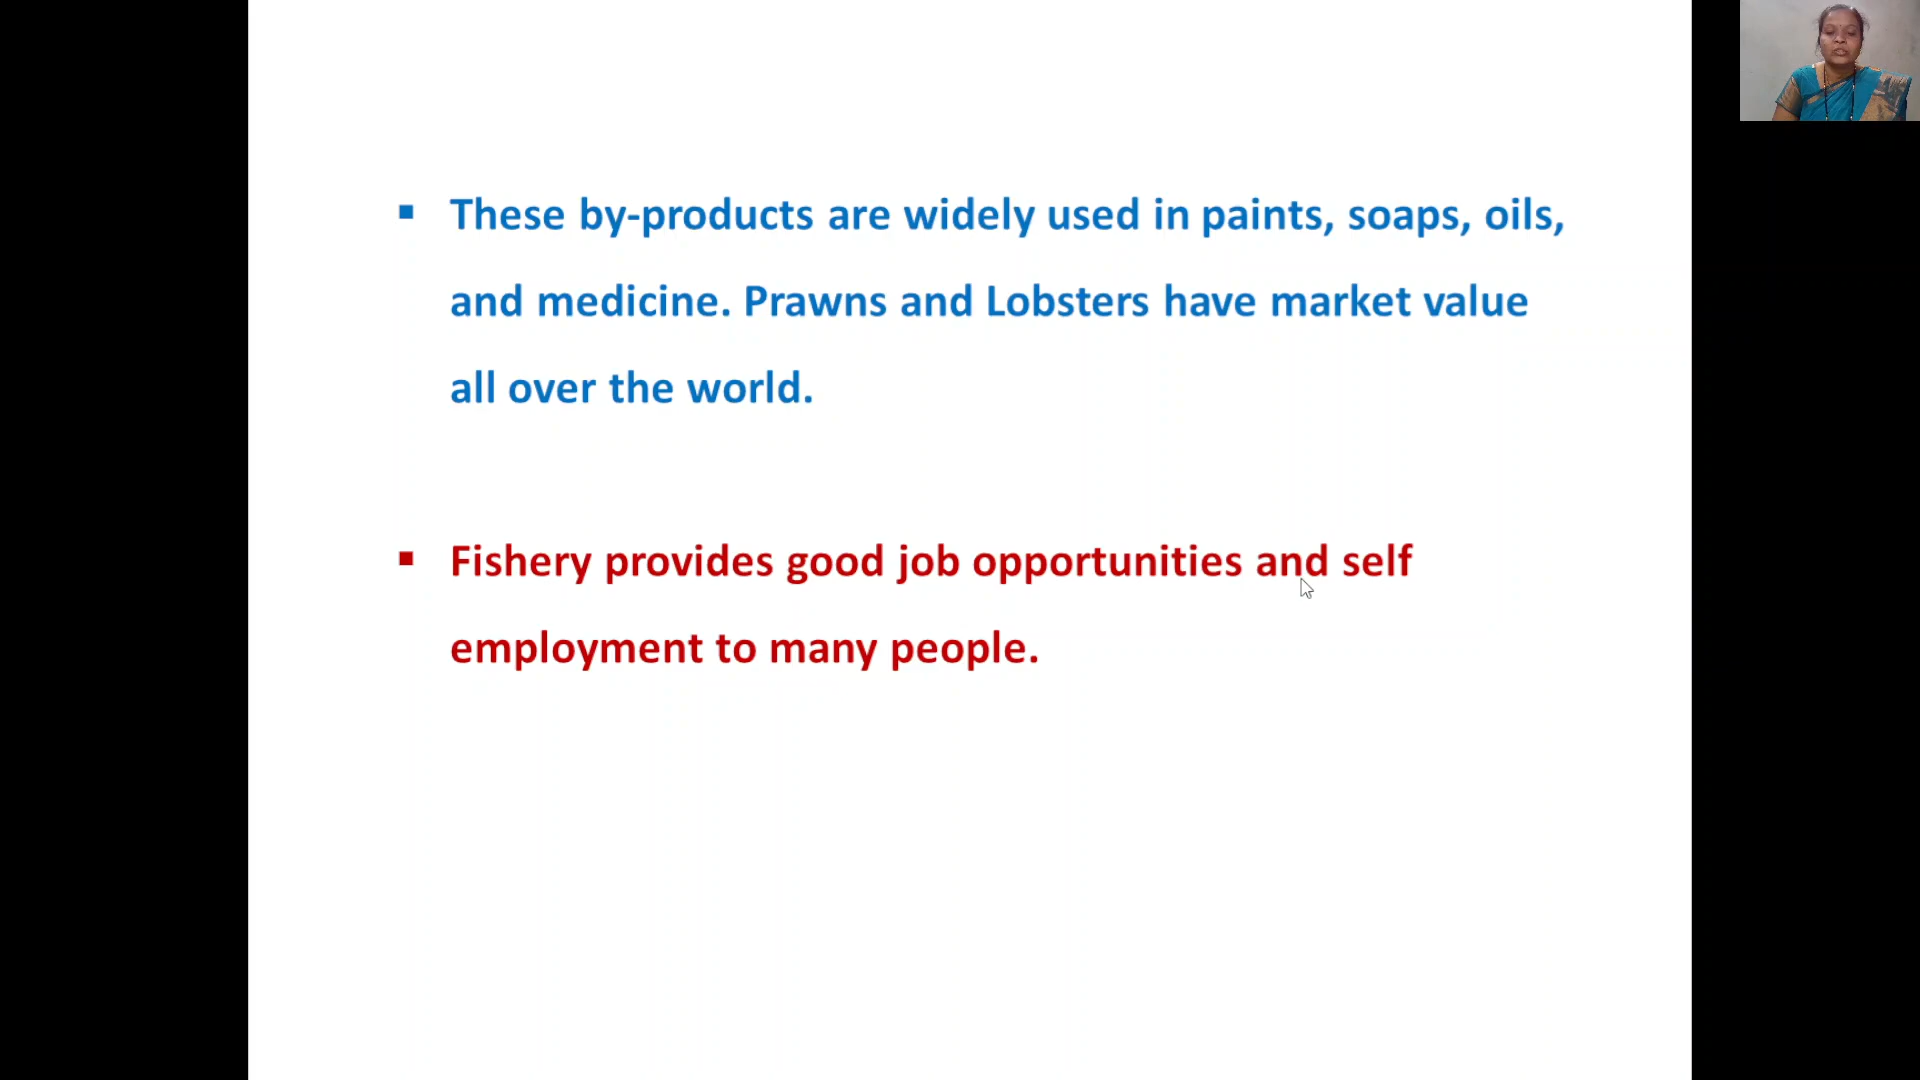 ▪ These by-products are widely used in paints, soaps, oils,
and medicine. Prawns and Lobsters have market value
all over the world.
▪ Fishery provides good job opportunities and self
employment to many people.